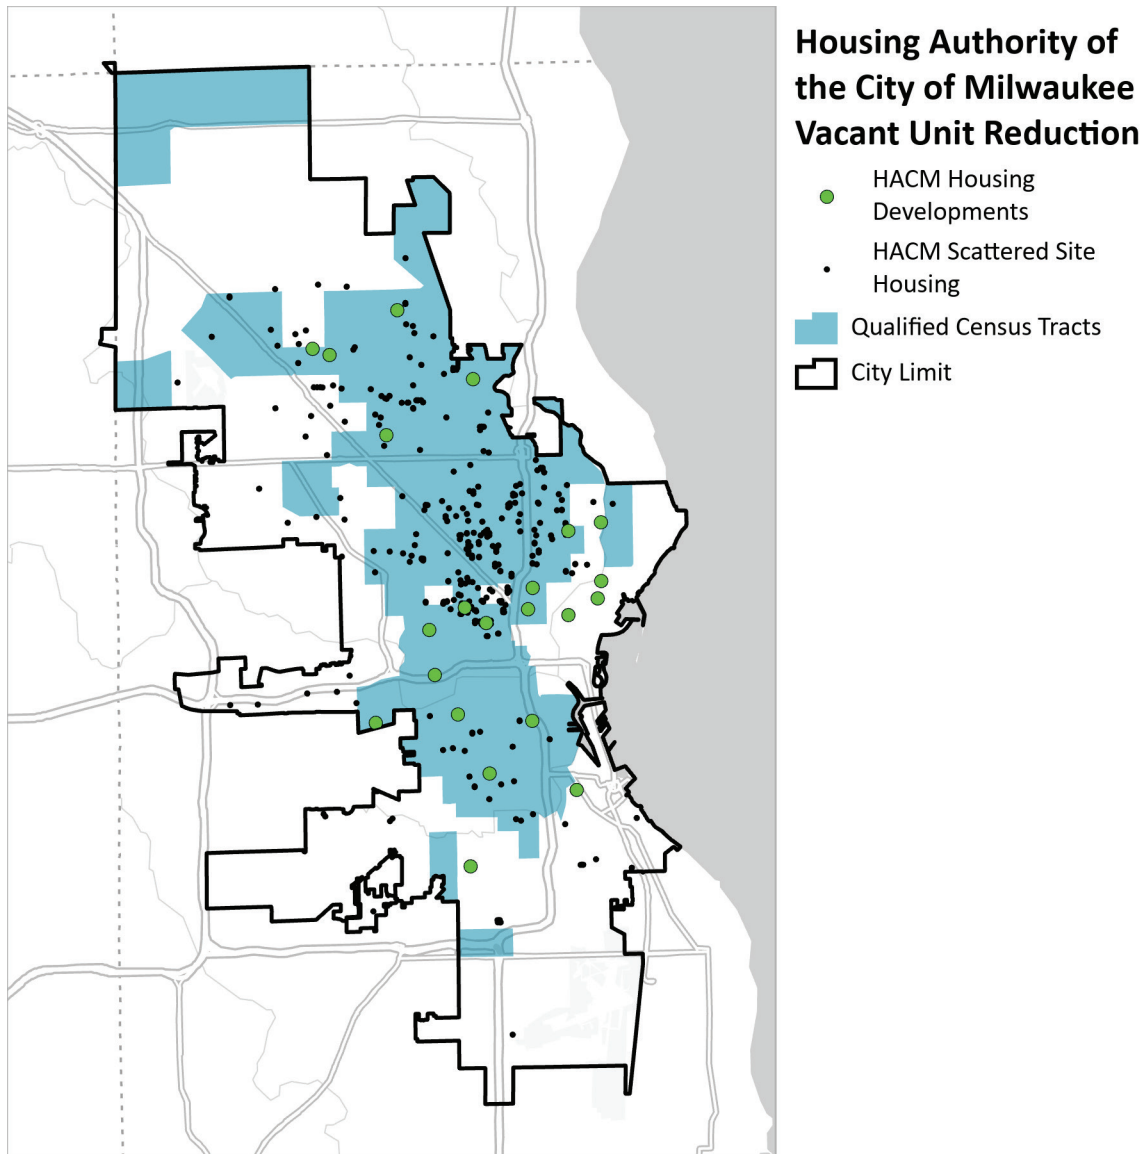 Housing Authority of
the City of Milwaukee
Vacant Unit Reduction
HACM Housing
Developments
HACM Scattered Site
Housing
Qualified Census Tracts
City Limit